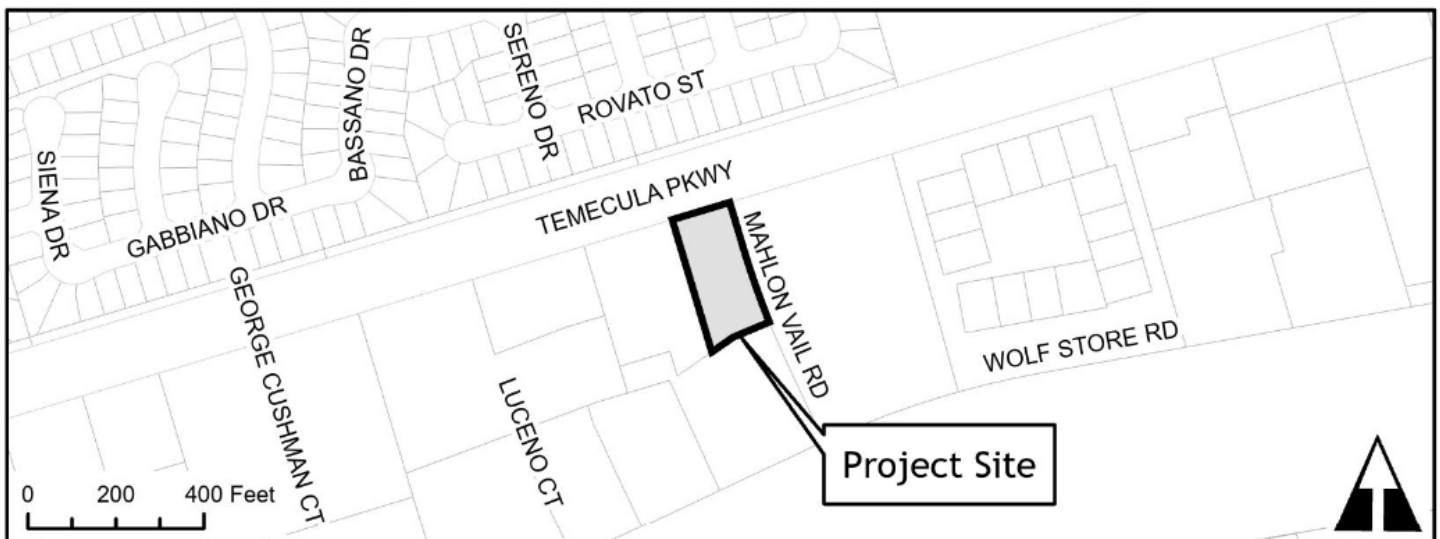 BASSANO DR
SERENO DR
ROVATO ST
SIENA DR
GABBIANO DR
TEMECULA PKWY
MAHLON VAIL RD
GEORGE CUSHMAN CT
WOLF STORE RD
LUCENO CT
Project Site
0 200 400 Feet